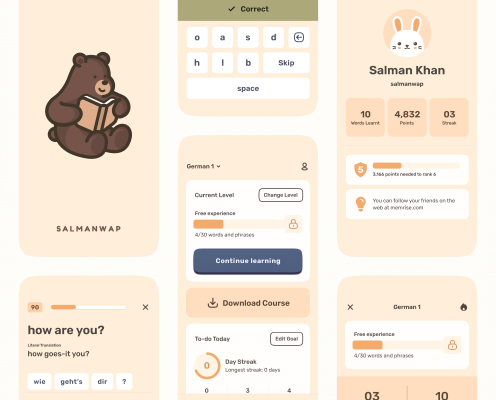 SALMANWAP
90
how are you?
Literal Translation
how goes-it you?
wie geht's dir ?
Correct
o a s d
h l b Skip
space
German 1
Current Level Change Level
Free experience
4/30 words and phrases
Continue learning
Download Course
To-do Today Edit Goal
0 Day Streak
Longest streak: 0 days
0 3 4
Salman Khan
salmanwap
10 4,832 03
Words Learnt Points Streak
5
3,166 points needed to rank 6
You can follow your friends on the
web at memrise.com
German 1
Free experience
4/30 words and phrases
03 10